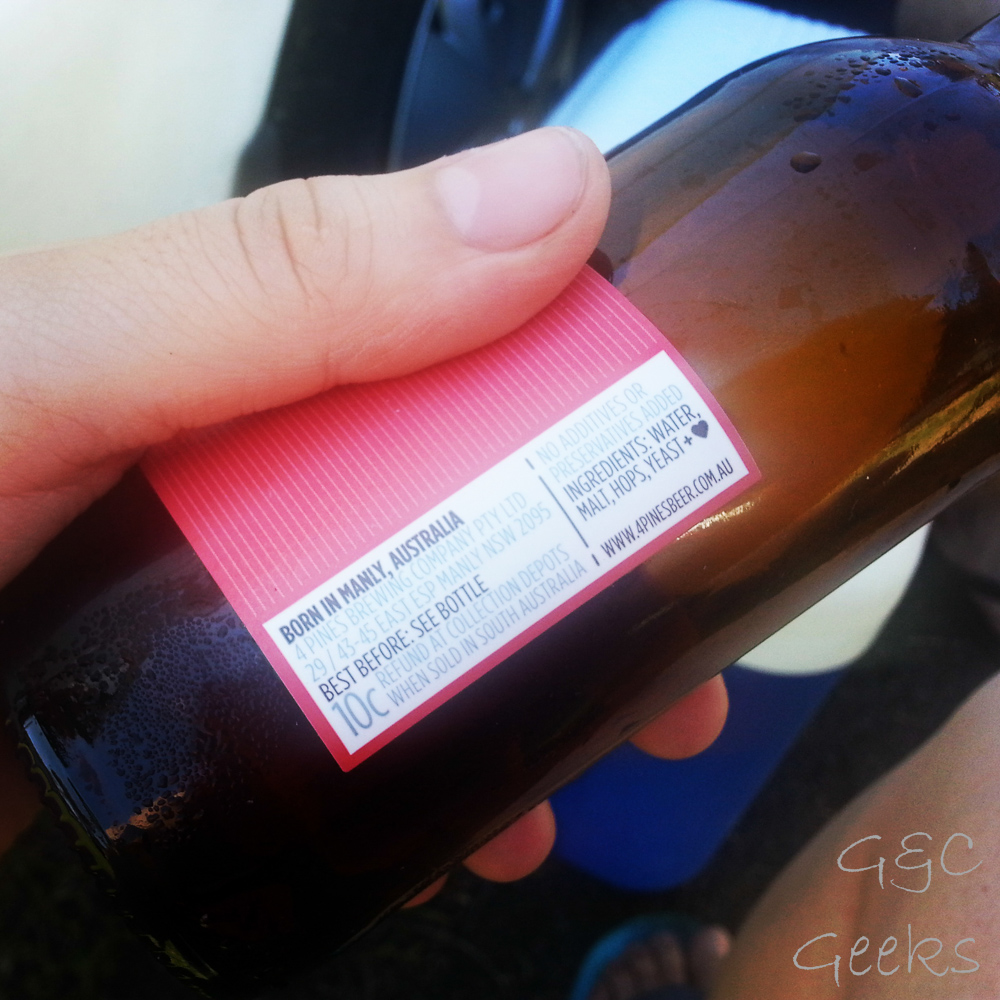 BORN IN MANLY, AUSTRALIA
4 PINES BREWING COMPANY PTY LTD
29 / 43-45 EAST ESP MANLY NSW 2095
BEST BEFORE: SEE BOTTLE
10C REFUND AT COLLECTION DEPOTS
WHEN SOLD IN SOUTH AUSTRALIA
NO ADDITIVES OR
PRESERVATIVES ADDED
INGREDIENTS: WATER,
MALT, HOPS, YEAST+♥
WWW.4PINESBEER.COM.AU
G&C
Geeks